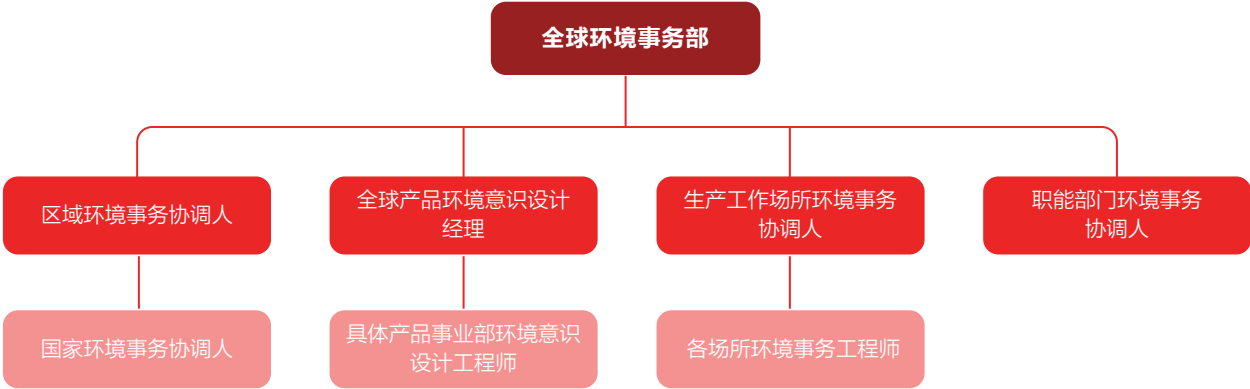 全球环境事务部
区域环境事务协调人
全球产品环境意识设计
经理
生产工作场所环境事务
协调人
职能部门环境事务
协调人
国家环境事务协调人
具体产品事业部环境意识
设计工程师
各场所环境事务工程师